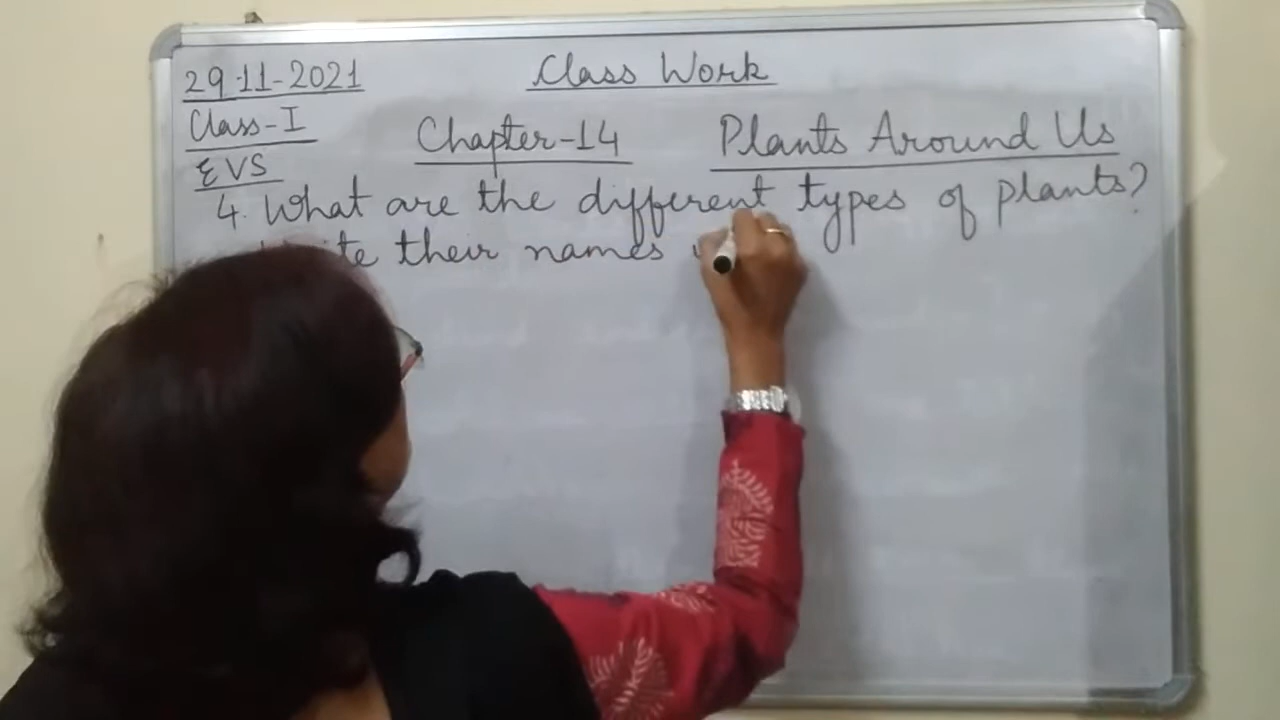 29-11-2021
Class Work
Class-I
Chapter-14
Plants Around Us
EVS
4. What are the different types of plants?
their names